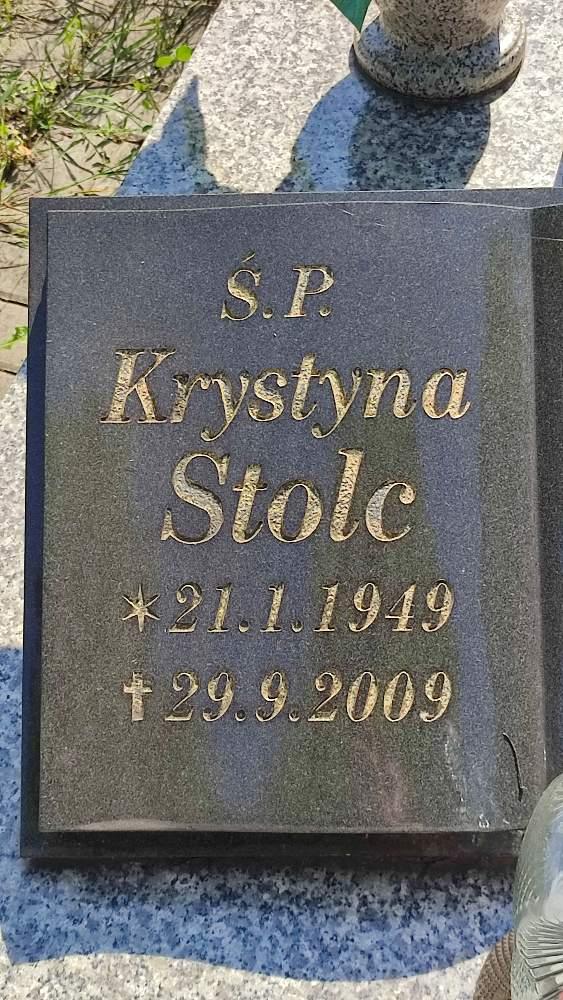 Ś.P.
Krystyna
Stolc
*21.1.1949
†29.9.2009